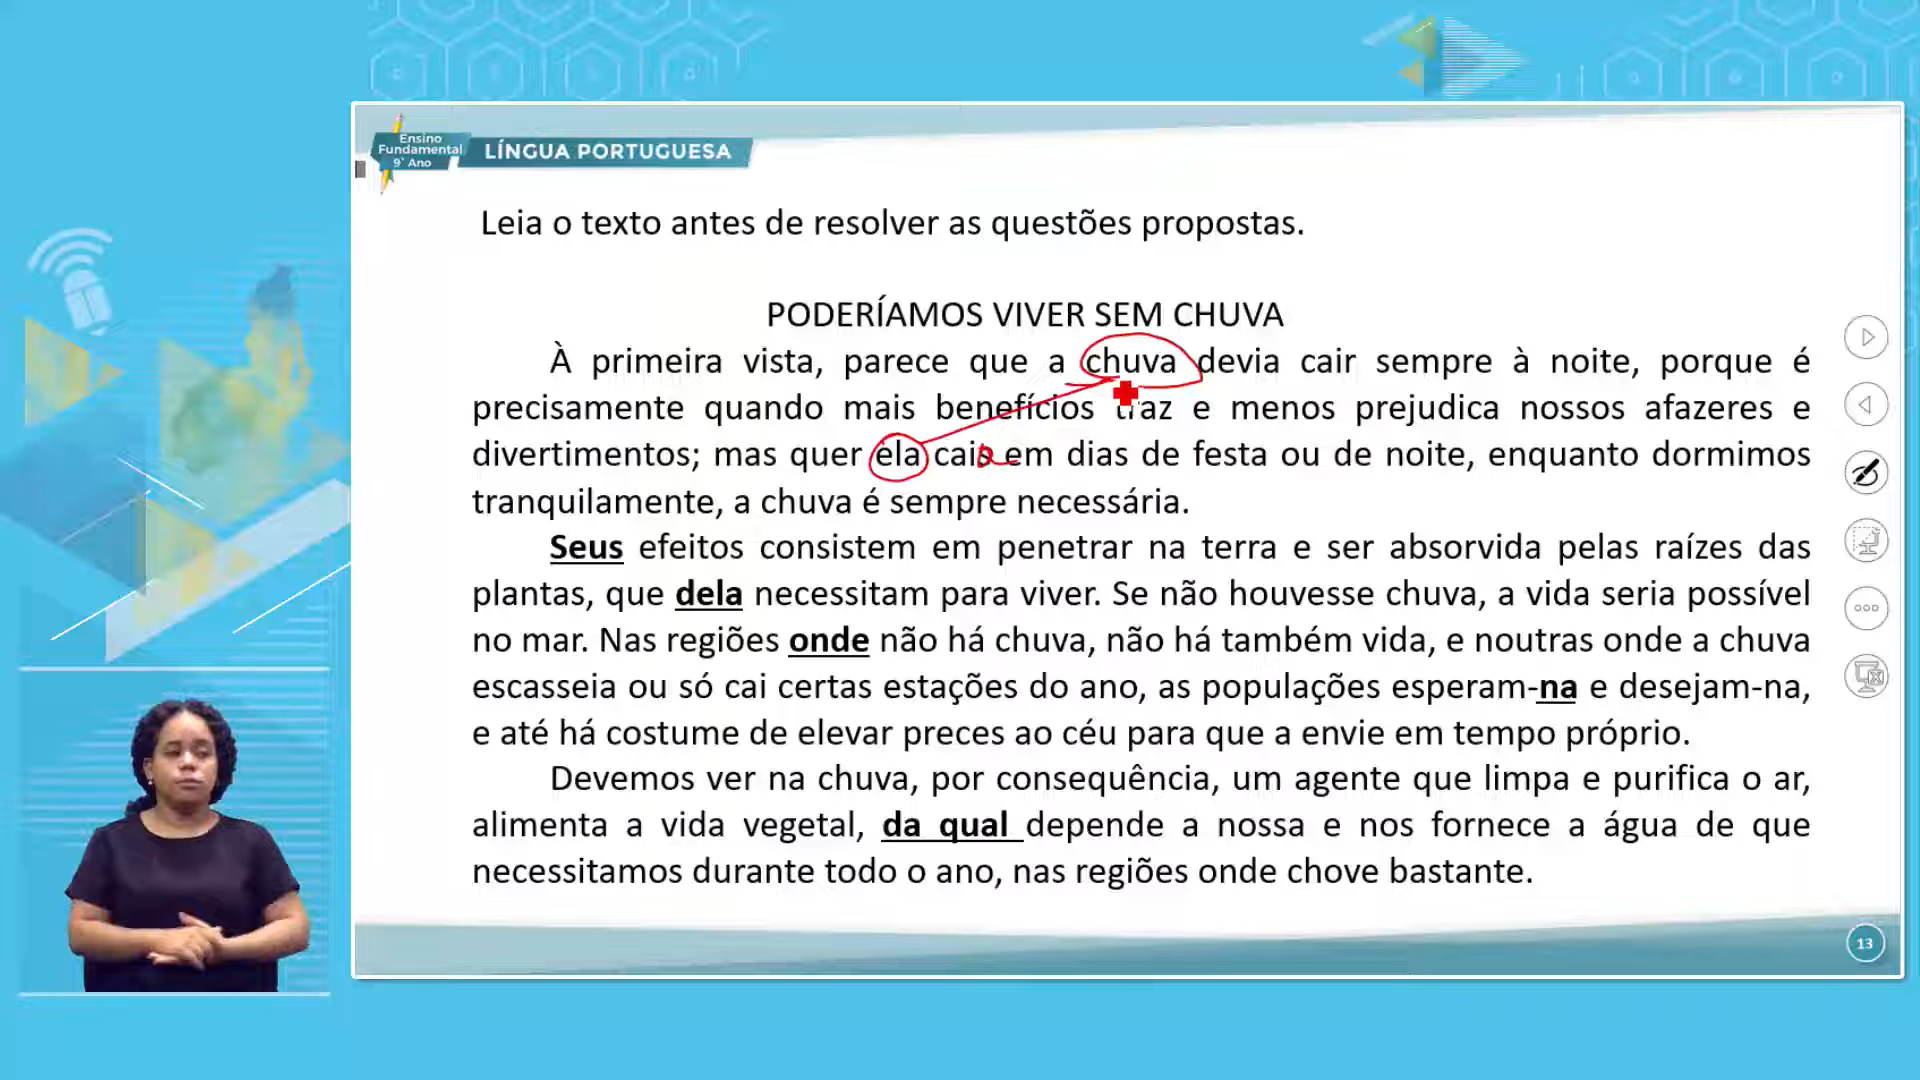 Ensino
Fundamental
9° Ano
LÍNGUA PORTUGUESA
Leia o texto antes de resolver as questões propostas.
PODERÍAMOS VIVER SEM CHUVA
À primeira vista, parece que a chuva devia cair sempre à noite, porque é
precisamente quando mais benefícios traz e menos prejudica nossos afazeres e
divertimentos; mas quer ela cais em dias de festa ou de noite, enquanto dormimos
tranquilamente, a chuva é sempre necessária.
Seus efeitos consistem em penetrar na terra e ser absorvida pelas raízes das
plantas, que dela necessitam para viver. Se não houvesse chuva, a vida seria possível
no mar. Nas regiões onde não há chuva, não há também vida, e noutras onde a chuva
escasseia ou só cai certas estações do ano, as populações esperam-na e desejam-na,
e até há costume de elevar preces ao céu para que a envie em tempo próprio.
Devemos ver na chuva, por consequência, um agente que limpa e purifica o ar,
alimenta a vida vegetal, da qual depende a nossa e nos fornece a água de que
necessitamos durante todo o ano, nas regiões onde chove bastante.
13